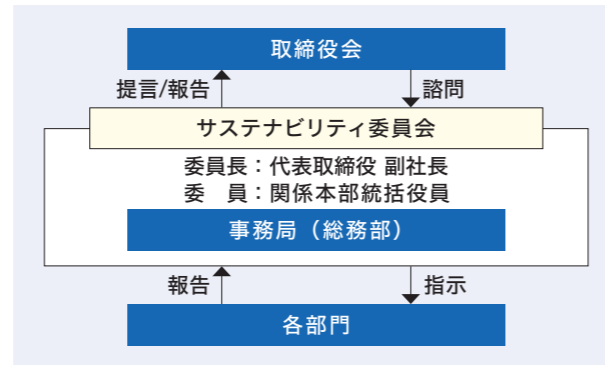 取締役会
提言/報告
諮問
サステナビリティ委員会
委員長：代表取締役 副社長
委　員：関係本部統括役員
事務局（総務部）
報告
指示
各部門